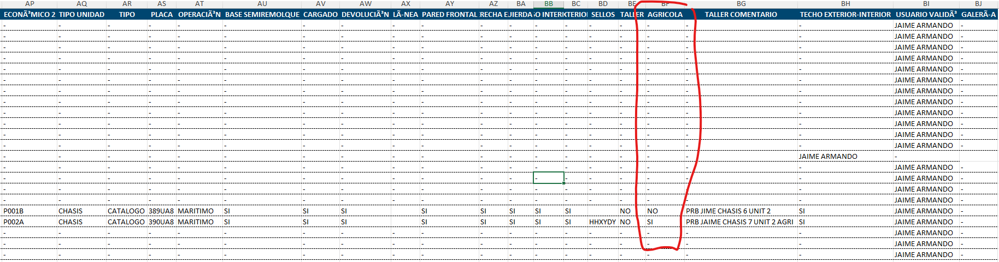 AP AQ AR AS AT AU AV AW AX AY AZ BA BB BC BD BE BF BG BH BI BJ
ECONÃ³MICO 2 TIPO UNIDAD TIPO PLACA OPERACIÃ³N BASE SEMIREMOLQUE CARGADO DEVOLUCIÃ³N LÃ-NEA PARED FRONTAL RECHA E JIERDA SO INTERI XTERIOI SELLOS TALLER AGRICOLA TALLER COMENTARIO TECHO EXTERIOR-INTERIOR USUARIO VALIDÃ³ GALERÃ-A
- - - - - - - - - - - - - - - - - - - JAIME ARMANDO -
- - - - - - - - - - - - - - - - - - - JAIME ARMANDO -
- - - - - - - - - - - - - - - - - - - JAIME ARMANDO -
- - - - - - - - - - - - - - - - - - - JAIME ARMANDO -
- - - - - - - - - - - - - - - - - - - JAIME ARMANDO -
- - - - - - - - - - - - - - - - - - - JAIME ARMANDO -
- - - - - - - - - - - - - - - - - - - JAIME ARMANDO -
- - - - - - - - - - - - - - - - - - - JAIME ARMANDO -
- - - - - - - - - - - - - - - - - - - JAIME ARMANDO -
- - - - - - - - - - - - - - - - - - - JAIME ARMANDO -
- - - - - - - - - - - - - - - - - - - JAIME ARMANDO -
- - - - - - - - - - - - - - - - - - - JAIME ARMANDO -
- - - - - - - - - - - - - - - - - - JAIME ARMANDO -
- - - - - - - - - - - - - - - - - - - JAIME ARMANDO -
- - - - - - - - - - - - - - - - - - - JAIME ARMANDO -
- - - - - - - - - - - - - - - - - - - JAIME ARMANDO -
- - - - - - - - - - - - - - - - - - - JAIME ARMANDO -
P001B CHASIS CATALOGO 389UA8 MARITIMO SI SI SI SI SI SI SI SI NO NO PRB JIME CHASIS 6 UNIT 2 SI JAIME ARMANDO -
P002A CHASIS CATALOGO 390UA8 MARITIMO SI SI SI SI SI SI SI SI HHXYDY NO SI PRB JAIME CHASIS 7 UNIT 2 AGRI SI JAIME ARMANDO -
- - - - - - - - - - - - - - - - - - - JAIME ARMANDO -
- - - - - - - - - - - - - - - - - - - JAIME ARMANDO -
- - - - - - - - - - - - - - - - - - - JAIME ARMANDO -